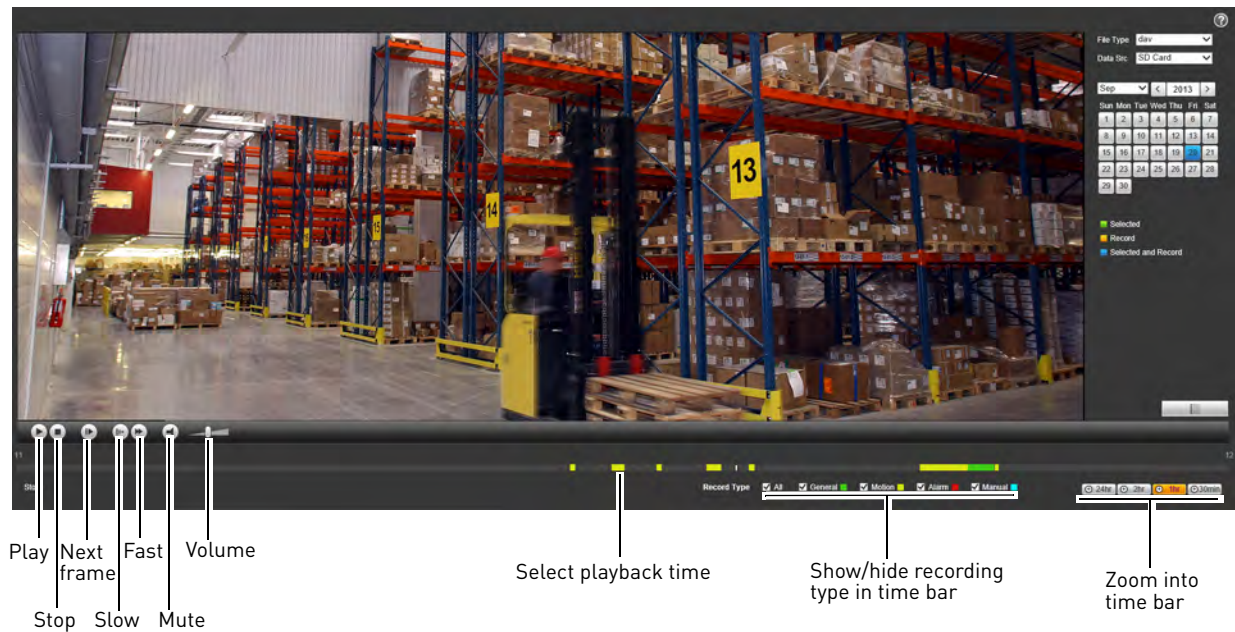 ?
File Type dav
Data Src SD Card
Sep < 2013 >
Sun Mon Tue Wed Thu Fri Sat
1 2 3 4 5 6 7
8 9 10 11 12 13 14
15 16 17 18 19 20 21
22 23 24 25 26 27 28
29 30
Selected
Record
Selected and Record
13
14
15
11 12
Record Type All General Motion Alarm Manual
24hr 2hr 1hr 30min
Play Next frame Fast Volume
Stop Slow Mute
Select playback time
Show/hide recording
type in time bar
Zoom into
time bar